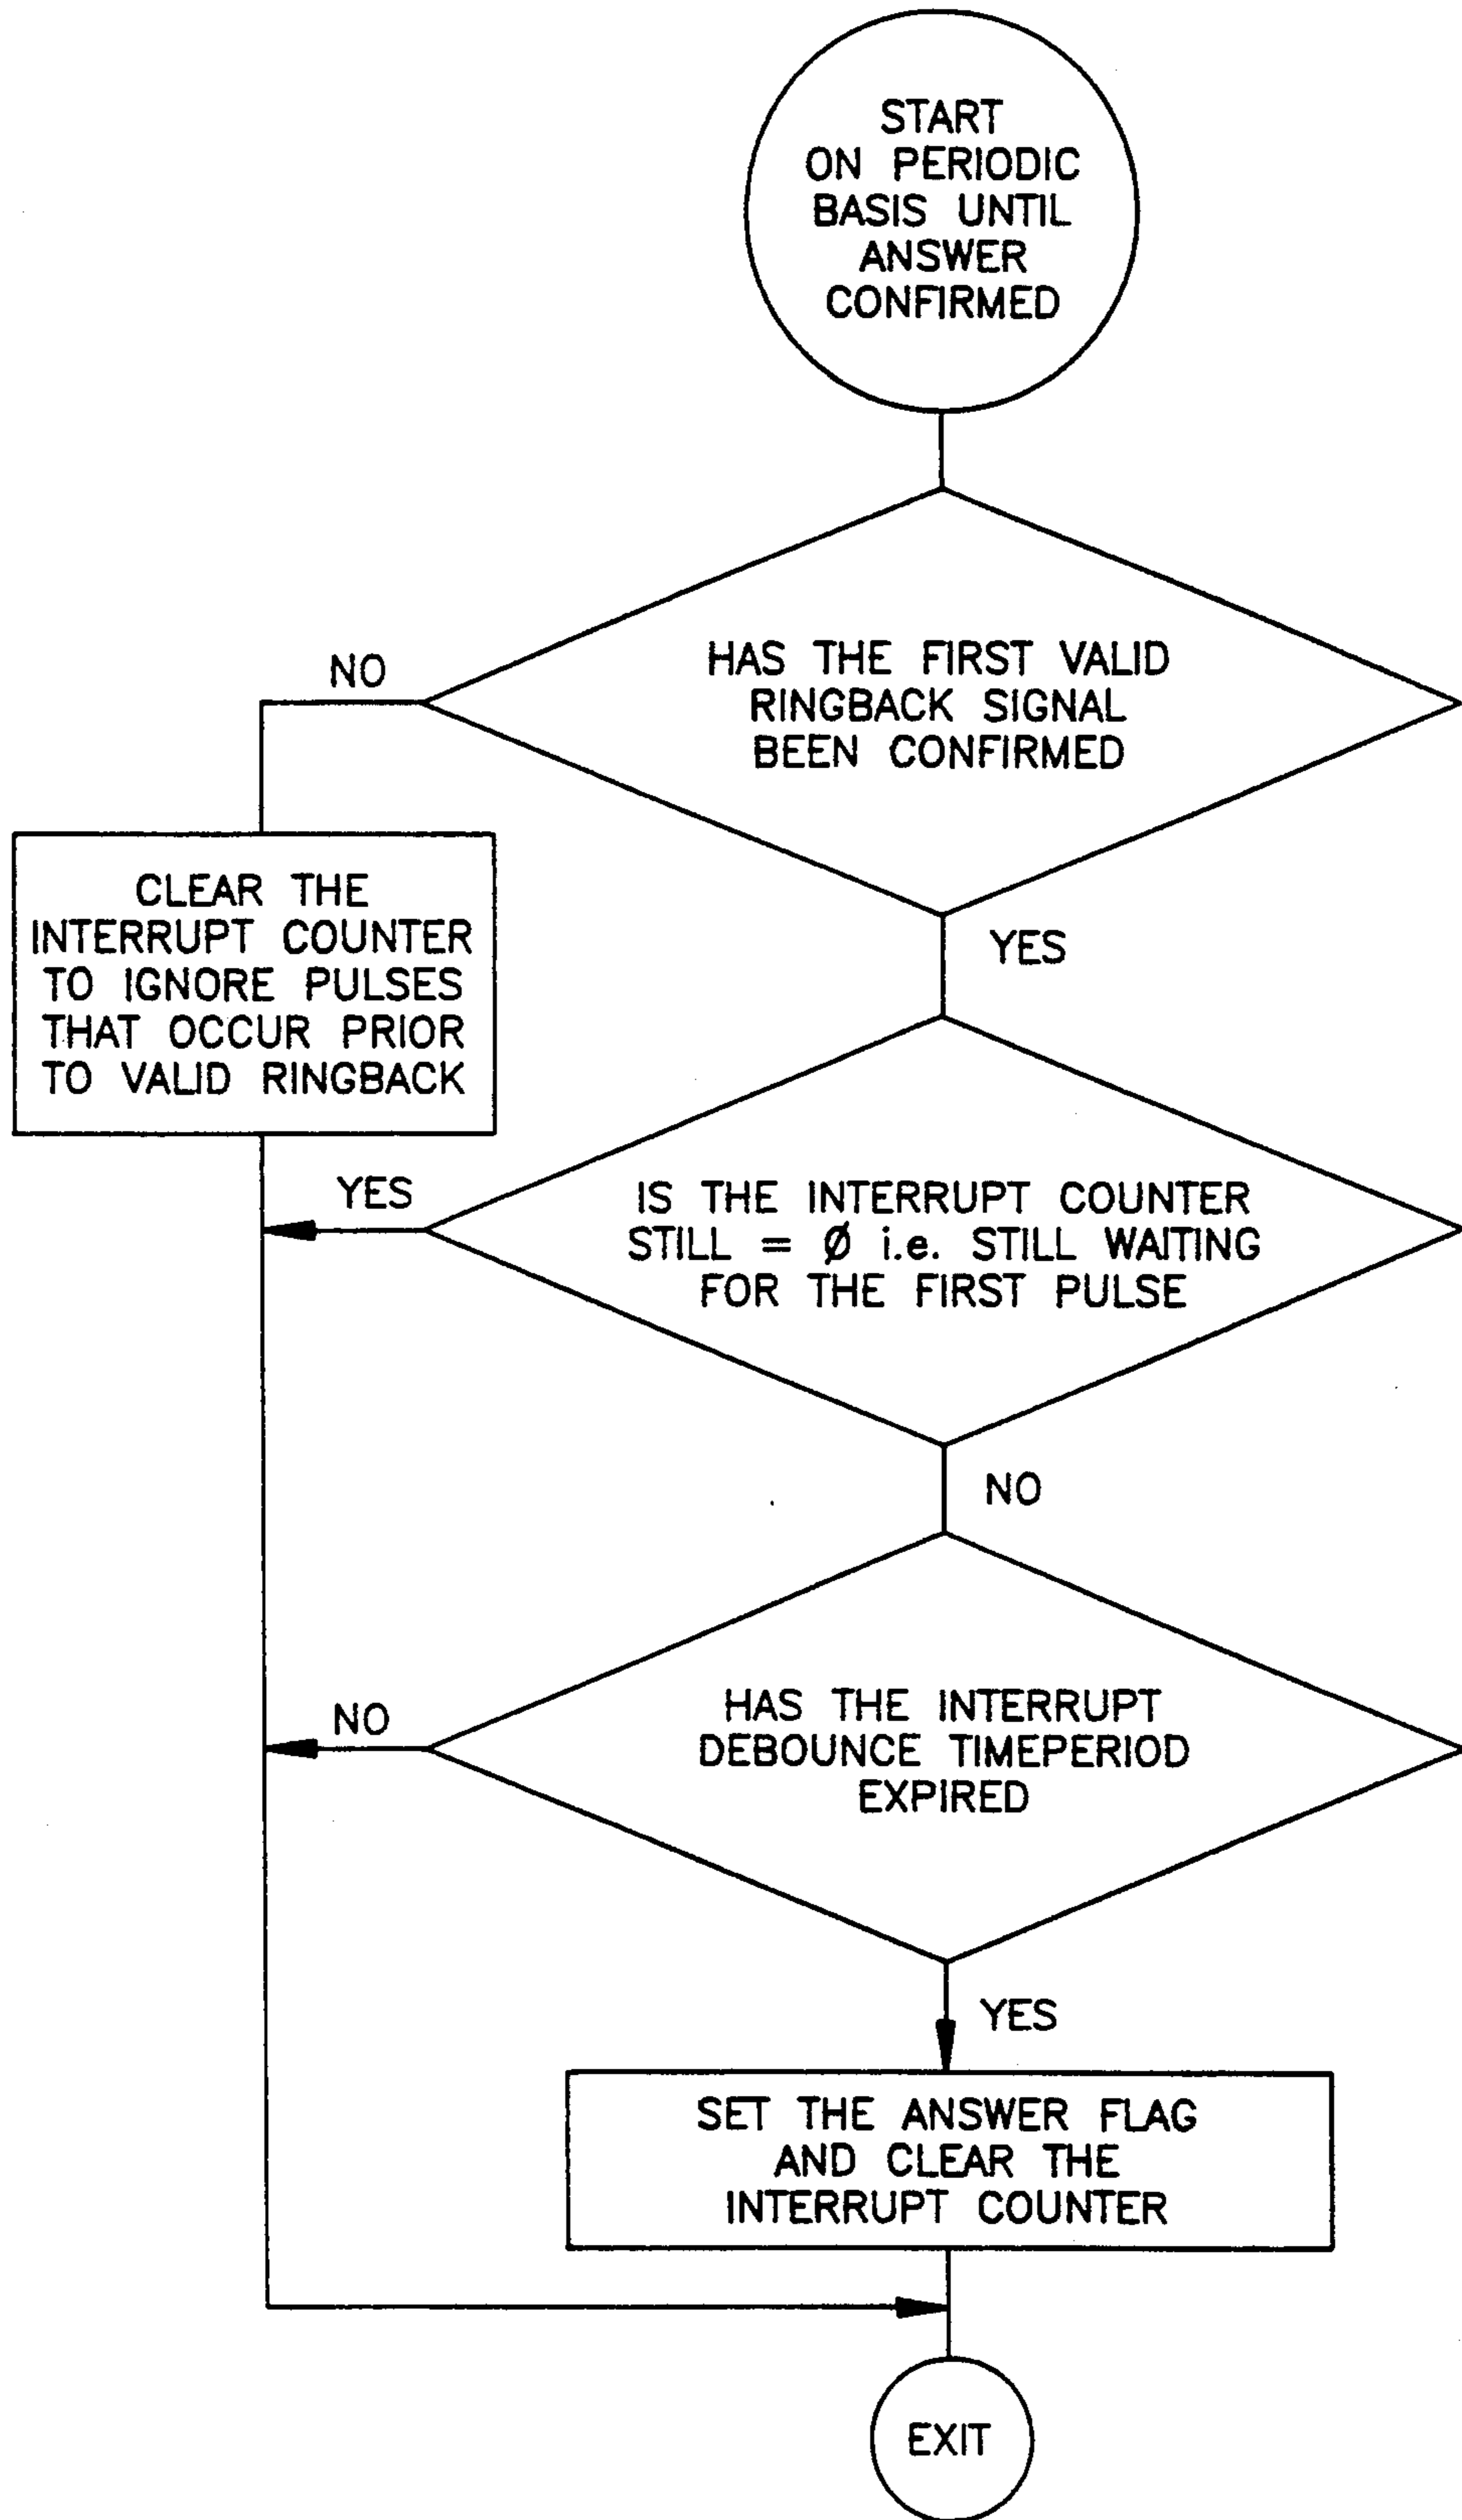 START
ON PERIODIC
BASIS UNTIL
ANSWER
CONFIRMED
HAS THE FIRST VALID
RINGBACK SIGNAL
BEEN CONFIRMED
NO
YES
CLEAR THE
INTERRUPT COUNTER
TO IGNORE PULSES
THAT OCCUR PRIOR
TO VALID RINGBACK
IS THE INTERRUPT COUNTER
STILL = Ø i.e. STILL WAITING
FOR THE FIRST PULSE
YES
NO
HAS THE INTERRUPT
DEBOUNCE TIMEPERIOD
EXPIRED
NO
YES
SET THE ANSWER FLAG
AND CLEAR THE
INTERRUPT COUNTER
EXIT